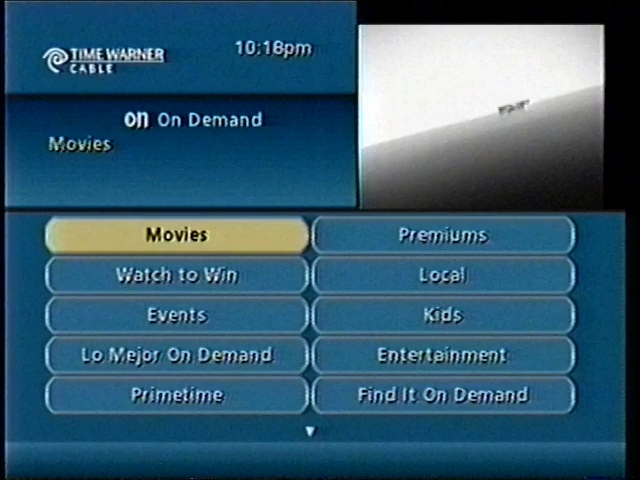 TIME WARNER
CABLE
10:18pm
on On Demand
Movies
Movies
Premiums
Watch to Win
Local
Events
Kids
Lo Mejor On Demand
Entertainment
Primetime
Find It On Demand